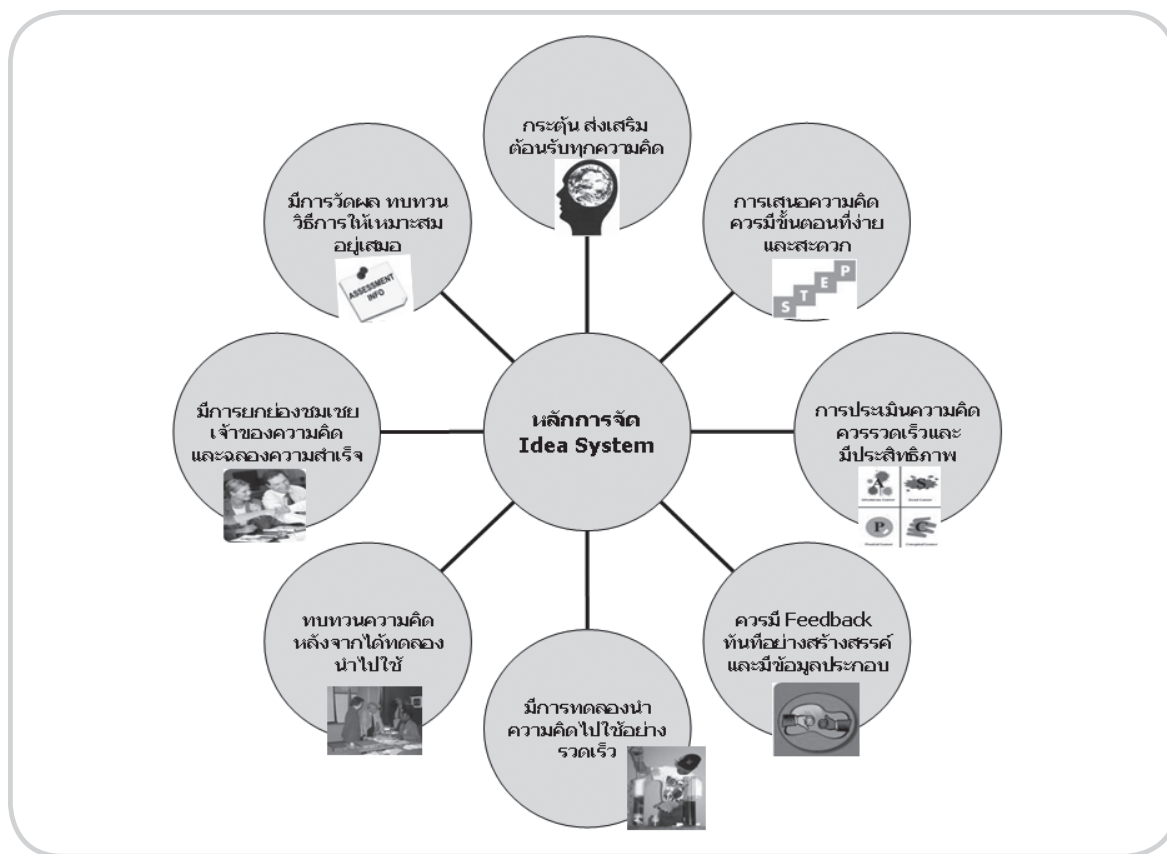 กระตุ้น ส่งเสริม
ต้อนรับทุกความคิด
การเสนอความคิด
ควรมีขั้นตอนที่ง่าย
และสะดวก
STEP
การประเมินความคิด
ควรรวดเร็วและ
มีประสิทธิภาพ
A S
P C
ควรมี Feedback
ทันทีอย่างสร้างสรรค์
และมีข้อมูลประกอบ
มีการทดลองนำ
ความคิดไปใช้อย่าง
รวดเร็ว
ทบทวนความคิด
หลังจากได้ทดลอง
นำไปใช้
มีการยกย่องชมเชย
เจ้าของความคิด
และฉลองความสำเร็จ
มีการวัดผล ทบทวน
วิธีการให้เหมาะสม
อยู่เสมอ
ASSESSMENT
INFO
หลักการจัด
Idea System